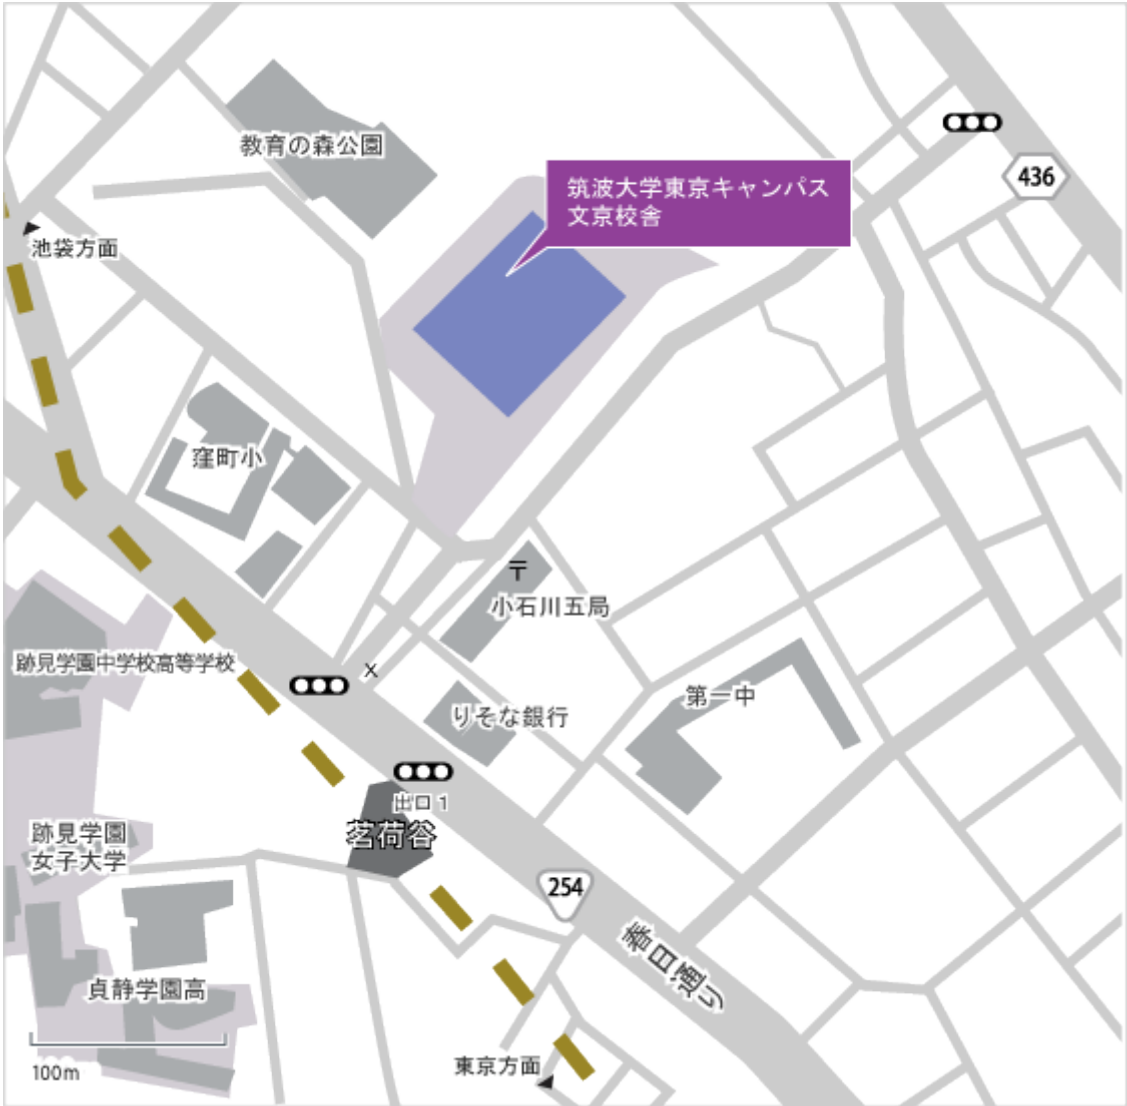 教育の森公園
筑波大学東京キャンパス
文京校舎
436
池袋方面
窪町小
〒
小石川五局
跡見学園中学校高等学校
X
第一中
りそな銀行
出口1
茗荷谷
跡見学園
女子大学
254
春日通り
貞静学園高
東京方面
100m